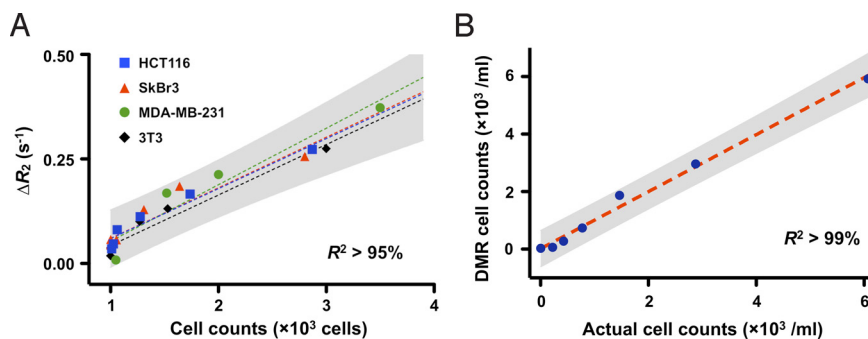 A
0.50
0.25
0.00
ΔR₂ (s⁻¹)
HCT116
SkBr3
MDA-MB-231
3T3
R² > 95%
1 2 3 4
Cell counts (×10³ cells)
B
6
4
2
0
DMR cell counts (×10³ /ml)
R² > 99%
0 2 4 6
Actual cell counts (×10³ /ml)